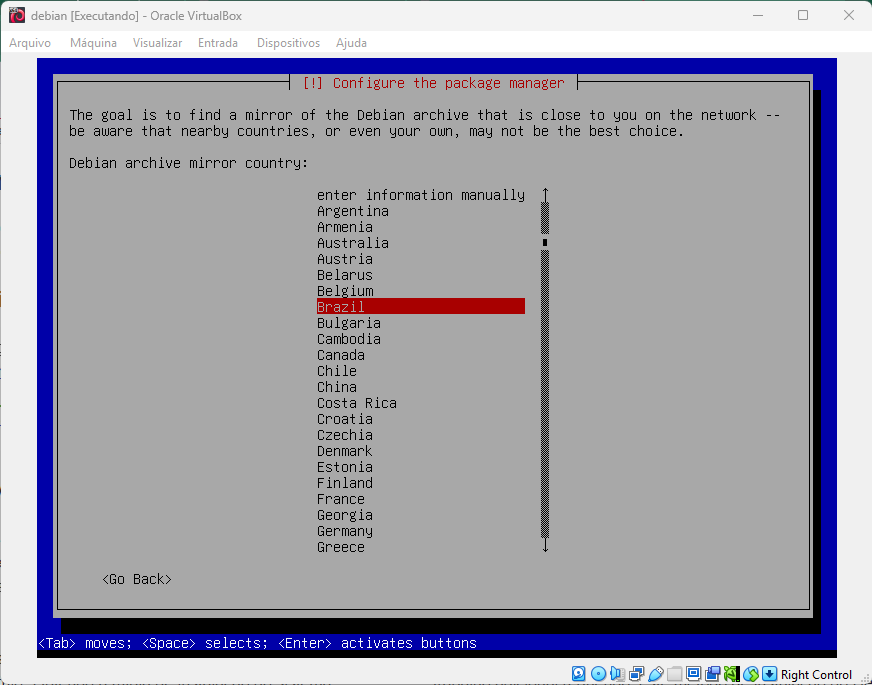 debian [Executando] - Oracle VirtualBox
Arquivo Máquina Visualizar Entrada Dispositivos Ajuda
[!] Configure the package manager
The goal is to find a mirror of the Debian archive that is close to you on the network --
be aware that nearby countries, or even your own, may not be the best choice.
Debian archive mirror country:
enter information manually
Argentina
Armenia
Australia
Austria
Belarus
Belgium
Brazil
Bulgaria
Cambodia
Canada
Chile
China
Costa Rica
Croatia
Czechia
Denmark
Estonia
Finland
France
Georgia
Germany
Greece
<Go Back>
<Tab> moves; <Space> selects; <Enter> activates buttons
Right Control